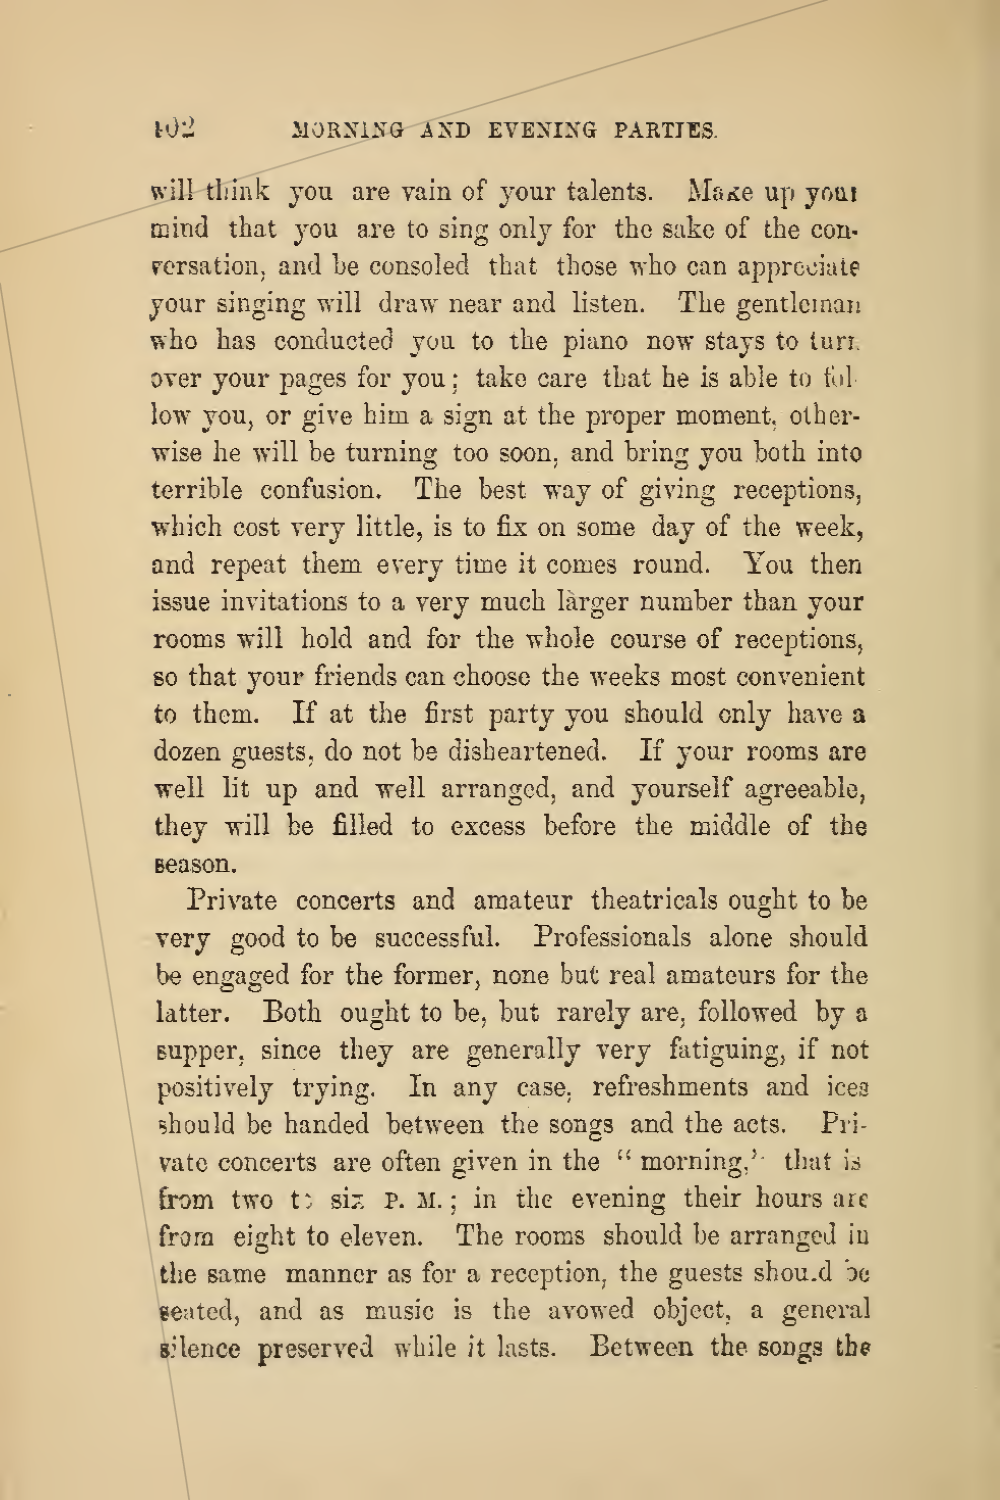 102 MORNING AND EVENING PARTIES.
will think you are vain of your talents. Make up your
mind that you are to sing only for the sake of the con-
versation, and be consoled that those who can appreciate
your singing will draw near and listen. The gentleman
who has conducted you to the piano now stays to turn
over your pages for you; take care that he is able to fol-
low you, or give him a sign at the proper moment, other-
wise he will be turning too soon, and bring you both into
terrible confusion. The best way of giving receptions,
which cost very little, is to fix on some day of the week,
and repeat them every time it comes round. You then
issue invitations to a very much larger number than your
rooms will hold and for the whole course of receptions,
so that your friends can choose the weeks most convenient
to them. If at the first party you should only have a
dozen guests, do not be disheartened. If your rooms are
well lit up and well arranged, and yourself agreeable,
they will be filled to excess before the middle of the
season.
Private concerts and amateur theatricals ought to be
very good to be successful. Professionals alone should
be engaged for the former, none but real amateurs for the
latter. Both ought to be, but rarely are, followed by a
supper, since they are generally very fatiguing, if not
positively trying. In any case, refreshments and ices
should be handed between the songs and the acts. Pri-
vate concerts are often given in the “ morning,” that is
from two to six P. M.; in the evening their hours are
from eight to eleven. The rooms should be arranged in
the same manner as for a reception, the guests should be
seated, and as music is the avowed object, a general
silence preserved while it lasts. Between the songs the